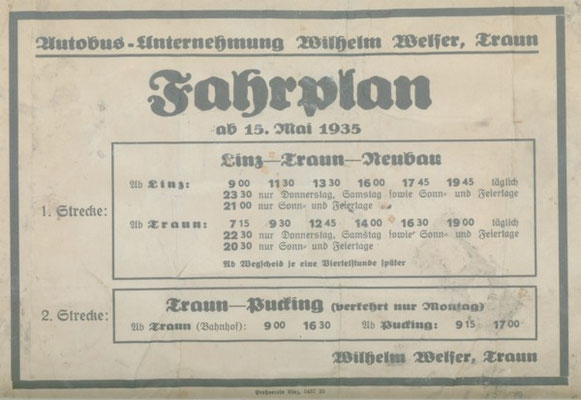 Autobus-Unternehmung Wilhelm Welser, Traun
Fahrplan
ab 15. Mai 1935
Linz—Traun—Neubau
1. Strecke:
Ab Linz: 9 00 11 30 13 30 16 00 17 45 19 45 täglich
23 30 nur Donnerstag, Samstag sowie Sonn- und Feiertage
21 00 nur Sonn- und Feiertage
Ab Traun: 7 15 9 30 12 45 14 00 16 30 19 00 täglich
22 30 nur Donnerstag, Samstag sowie Sonn- und Feiertage
20 30 nur Sonn- und Feiertage
Ab Wegscheid je eine Viertelstunde später
2. Strecke:
Traun—Pucking (verkehrt nur Montag)
Ab Traun (Bahnhof): 9 00 16 30 Ab Pucking: 9 15 17 00
Wilhelm Welser, Traun
Preßverein Linz,